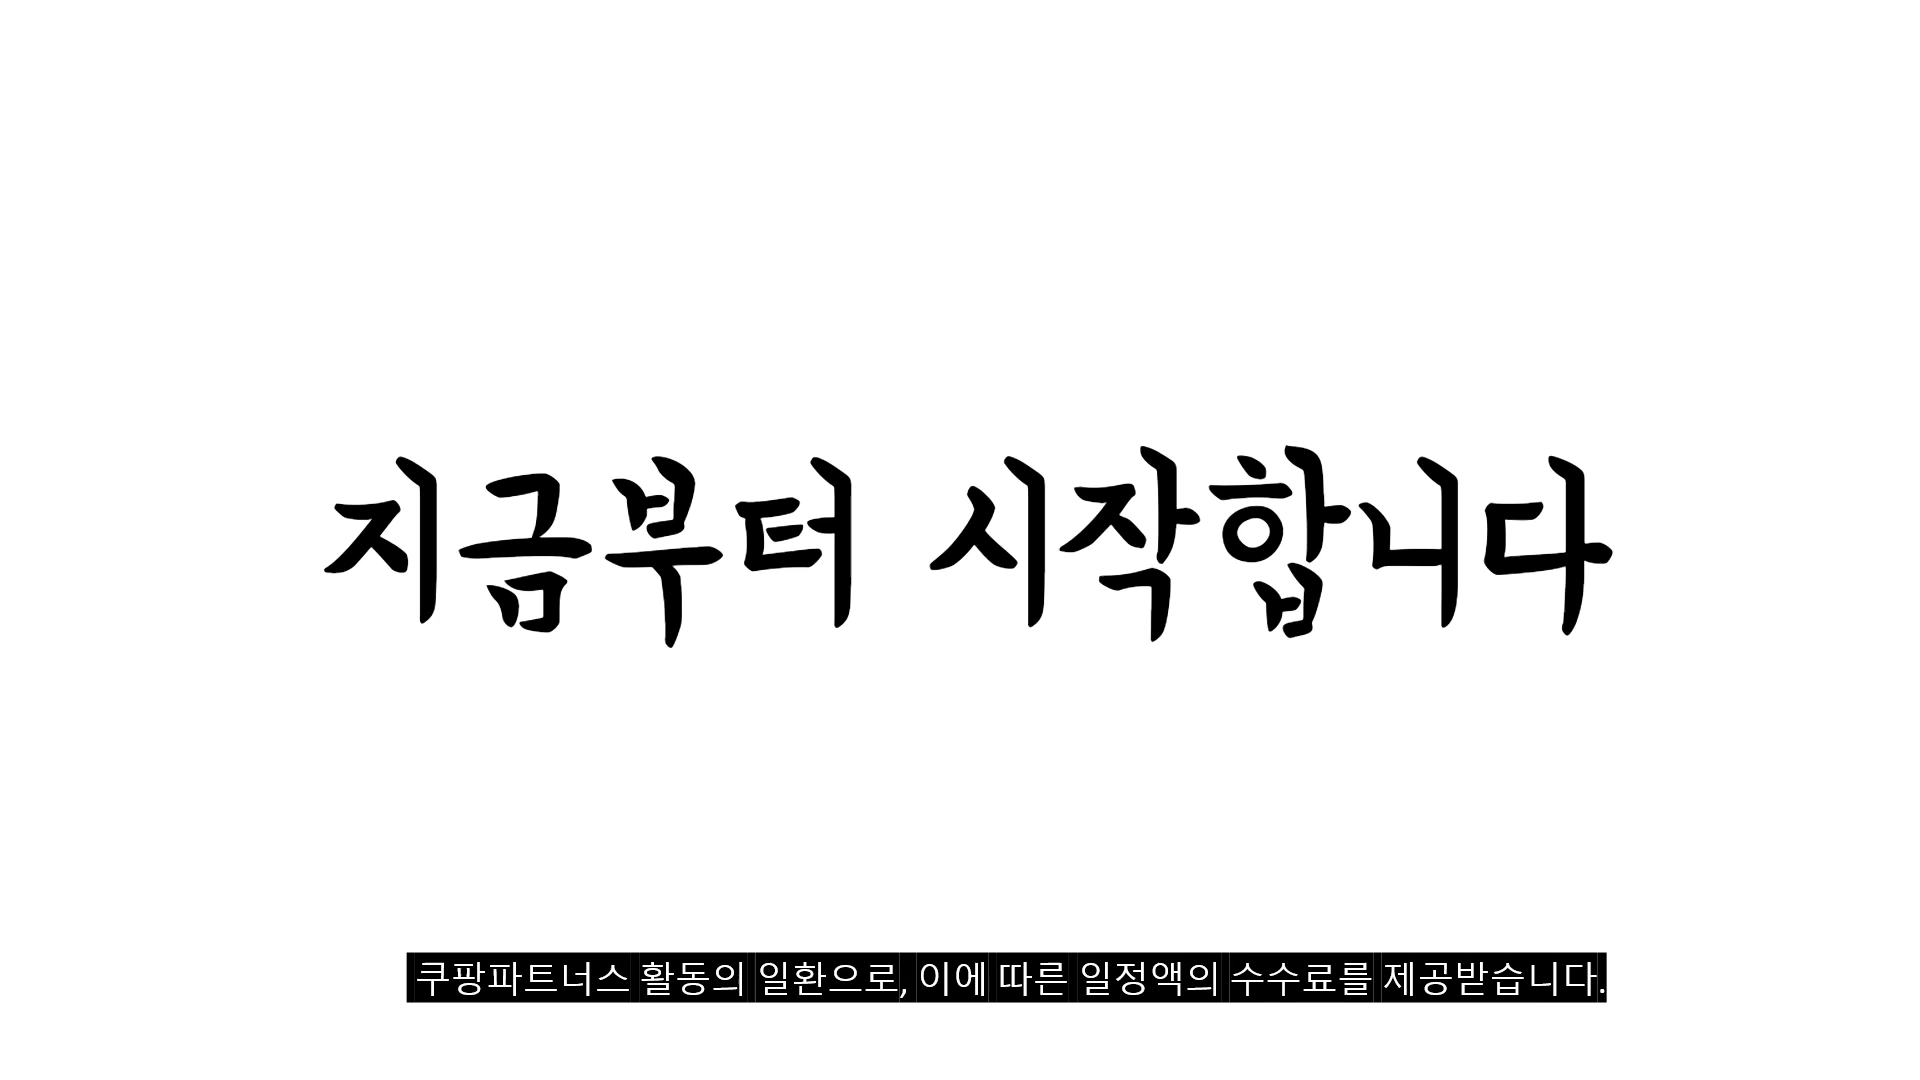 지금부터 시작합니다
쿠팡파트너스 활동의 일환으로, 이에 따른 일정액의 수수료를 제공받습니다.